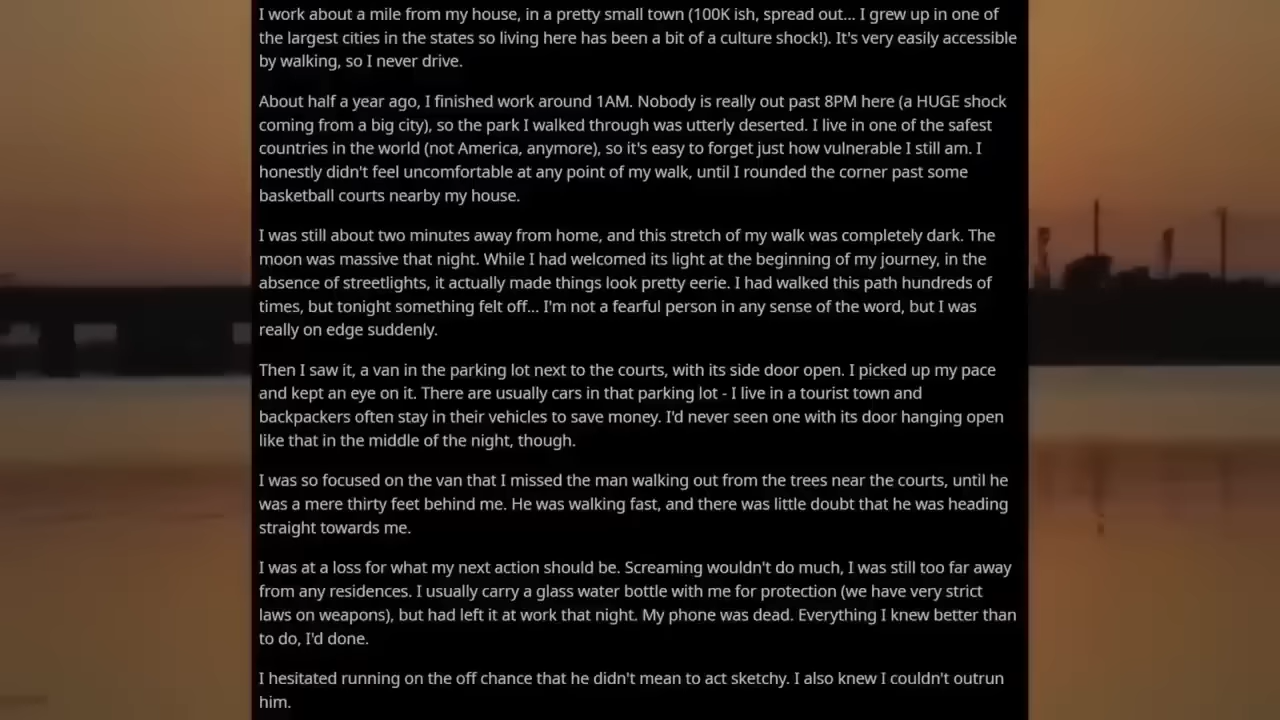 I work about a mile from my house, in a pretty small town (100K ish, spread out... I grew up in one of
the largest cities in the states so living here has been a bit of a culture shock!). It's very easily accessible
by walking, so I never drive.
About half a year ago, I finished work around 1AM. Nobody is really out past 8PM here (a HUGE shock
coming from a big city), so the park I walked through was utterly deserted. I live in one of the safest
countries in the world (not America, anymore), so it's easy to forget just how vulnerable I still am. I
honestly didn't feel uncomfortable at any point of my walk, until I rounded the corner past some
basketball courts nearby my house.
I was still about two minutes away from home, and this stretch of my walk was completely dark. The
moon was massive that night. While I had welcomed its light at the beginning of my journey, in the
absence of streetlights, it actually made things look pretty eerie. I had walked this path hundreds of
times, but tonight something felt off... I'm not a fearful person in any sense of the word, but I was
really on edge suddenly.
Then I saw it, a van in the parking lot next to the courts, with its side door open. I picked up my pace
and kept an eye on it. There are usually cars in that parking lot - I live in a tourist town and
backpackers often stay in their vehicles to save money. I'd never seen one with its door hanging open
like that in the middle of the night, though.
I was so focused on the van that I missed the man walking out from the trees near the courts, until he
was a mere thirty feet behind me. He was walking fast, and there was little doubt that he was heading
straight towards me.
I was at a loss for what my next action should be. Screaming wouldn't do much, I was still too far away
from any residences. I usually carry a glass water bottle with me for protection (we have very strict
laws on weapons), but had left it at work that night. My phone was dead. Everything I knew better than
to do, I'd done.
I hesitated running on the off chance that he didn't mean to act sketchy. I also knew I couldn't outrun
him.